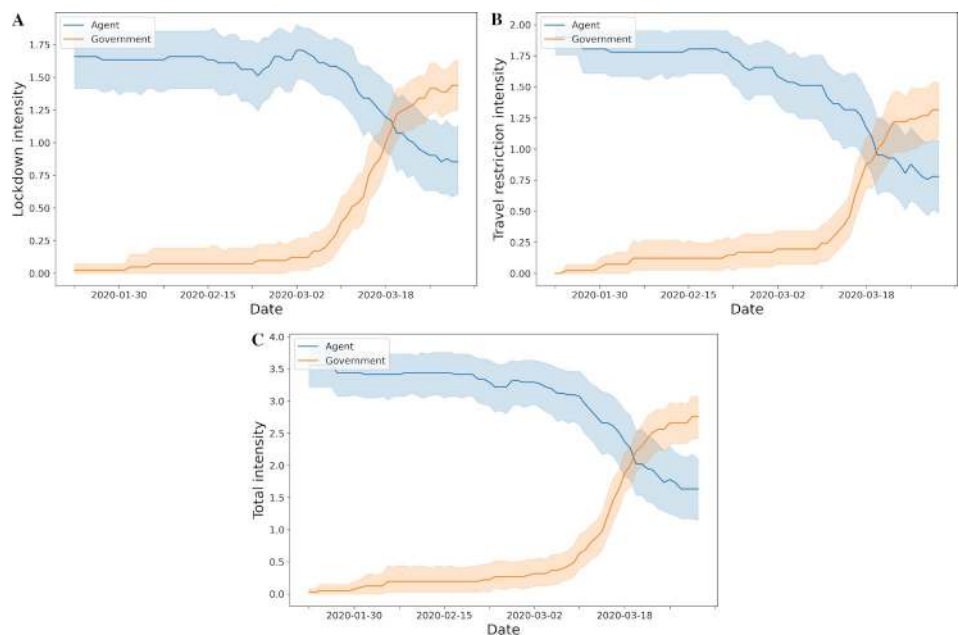 A
Agent
Government
Lockdown intensity
1.75
1.50
1.25
1.00
0.75
0.50
0.25
0.00
2020-01-30 2020-02-15 2020-03-02 2020-03-18
Date
B
Agent
Government
Travel restriction intensity
2.00
1.75
1.50
1.25
1.00
0.75
0.50
0.25
0.00
2020-01-30 2020-02-15 2020-03-02 2020-03-18
Date
C
Agent
Government
Total intensity
4.0
3.5
3.0
2.5
2.0
1.5
1.0
0.5
0.0
2020-01-30 2020-02-15 2020-03-02 2020-03-18
Date